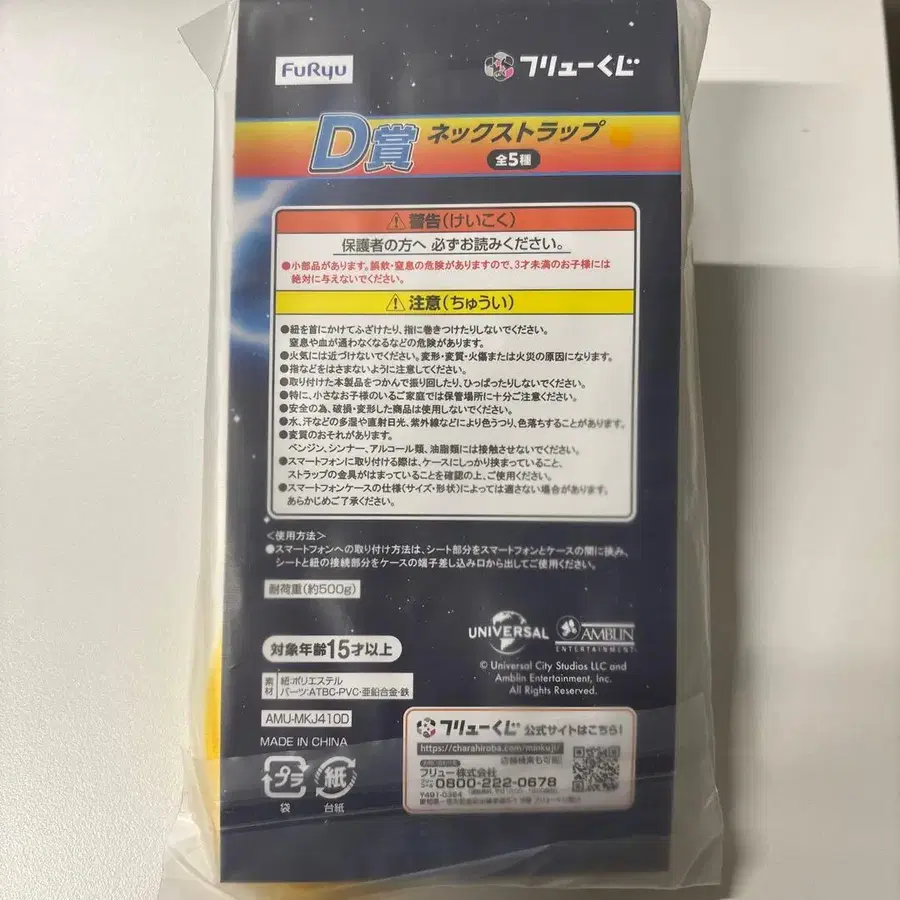 FuRyu
フリューくじ
D賞 ネックストラップ
全5種
警告(けいこく)
保護者の方へ 必ずお読みください。
●小部品があります。誤飲・窒息の危険がありますので、3才未満のお子様には
絶対に与えないでください。
注意(ちゅうい)
●紐を首にかけてふざけたり、指に巻きつけたりしないでください。
窒息や血が通わなくなるなどの危険があります。
●火気には近づけないでください。変形・変質・火傷または火災の原因になります。
●指などをはさまないように注意してください。
●取り付けた本製品をつかんで振り回したり、ひっぱったりしないでください。
●特に、小さなお子様のいるご家庭では保管場所に十分ご注意ください。
●安全の為、破損・変形した商品は使用しないでください。
●水、汗などの多湿や直射日光、紫外線などにより色うつり、色落ちすることがあります。
●変質のおそれがあります。
ベンジン、シンナー、アルコール類、油脂類には接触させないでください。
●スマートフォンに取り付ける際は、ケースにしっかり挟まっていること、
ストラップの金具がはまっていることを確認の上、ご使用ください。
●スマートフォンケースの仕様(サイズ・形状)によっては適さない場合があります。
あらかじめご了承ください。
<使用方法>
●スマートフォンへの取り付け方法は、シート部分をスマートフォンとケースの間に挟み、
シートと紐の接続部分をケースの端子差し込み口から出してご使用ください。
耐荷重(約500g)
UNIVERSAL
AMBLIN
ENTERTAINMENT
対象年齢15才以上
© Universal City Studios LLC and
Amblin Entertainment, Inc.
All Rights Reserved.
素材
紐:ポリエステル
パーツ:ATBC-PVC・亜鉛合金・鉄
AMU-MKJ410D
MADE IN CHINA
プラ
袋
紙
台紙
フリューくじ 公式サイトはこちら!
https://charahiroba.com/minkuji/
店舗検索も可能!
フリュー株式会社
0800-222-0678
〒491-0364